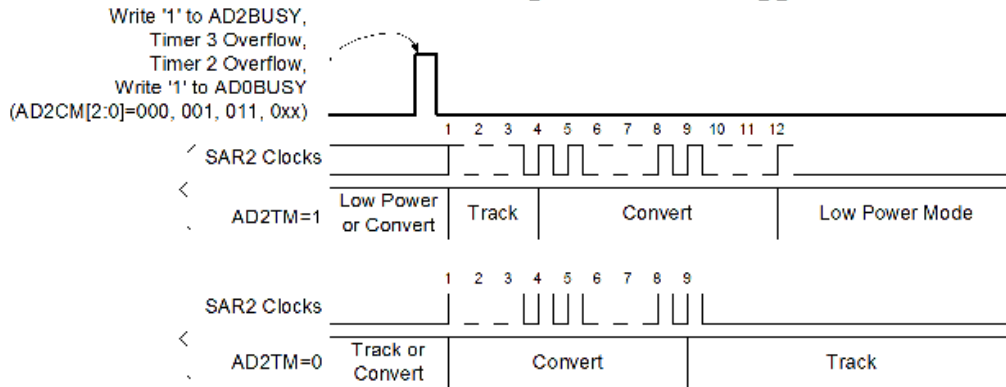 Write '1' to AD2BUSY,
Timer 3 Overflow,
Timer 2 Overflow,
Write '1' to AD0BUSY
(AD2CM[2:0]=000, 001, 011, 0xx)
1 2 3 4 5 6 7 8 9 10 11 12
SAR2 Clocks
AD2TM=1
Low Power
or Convert
Track
Convert
Low Power Mode
1 2 3 4 5 6 7 8 9
SAR2 Clocks
AD2TM=0
Track or
Convert
Convert
Track